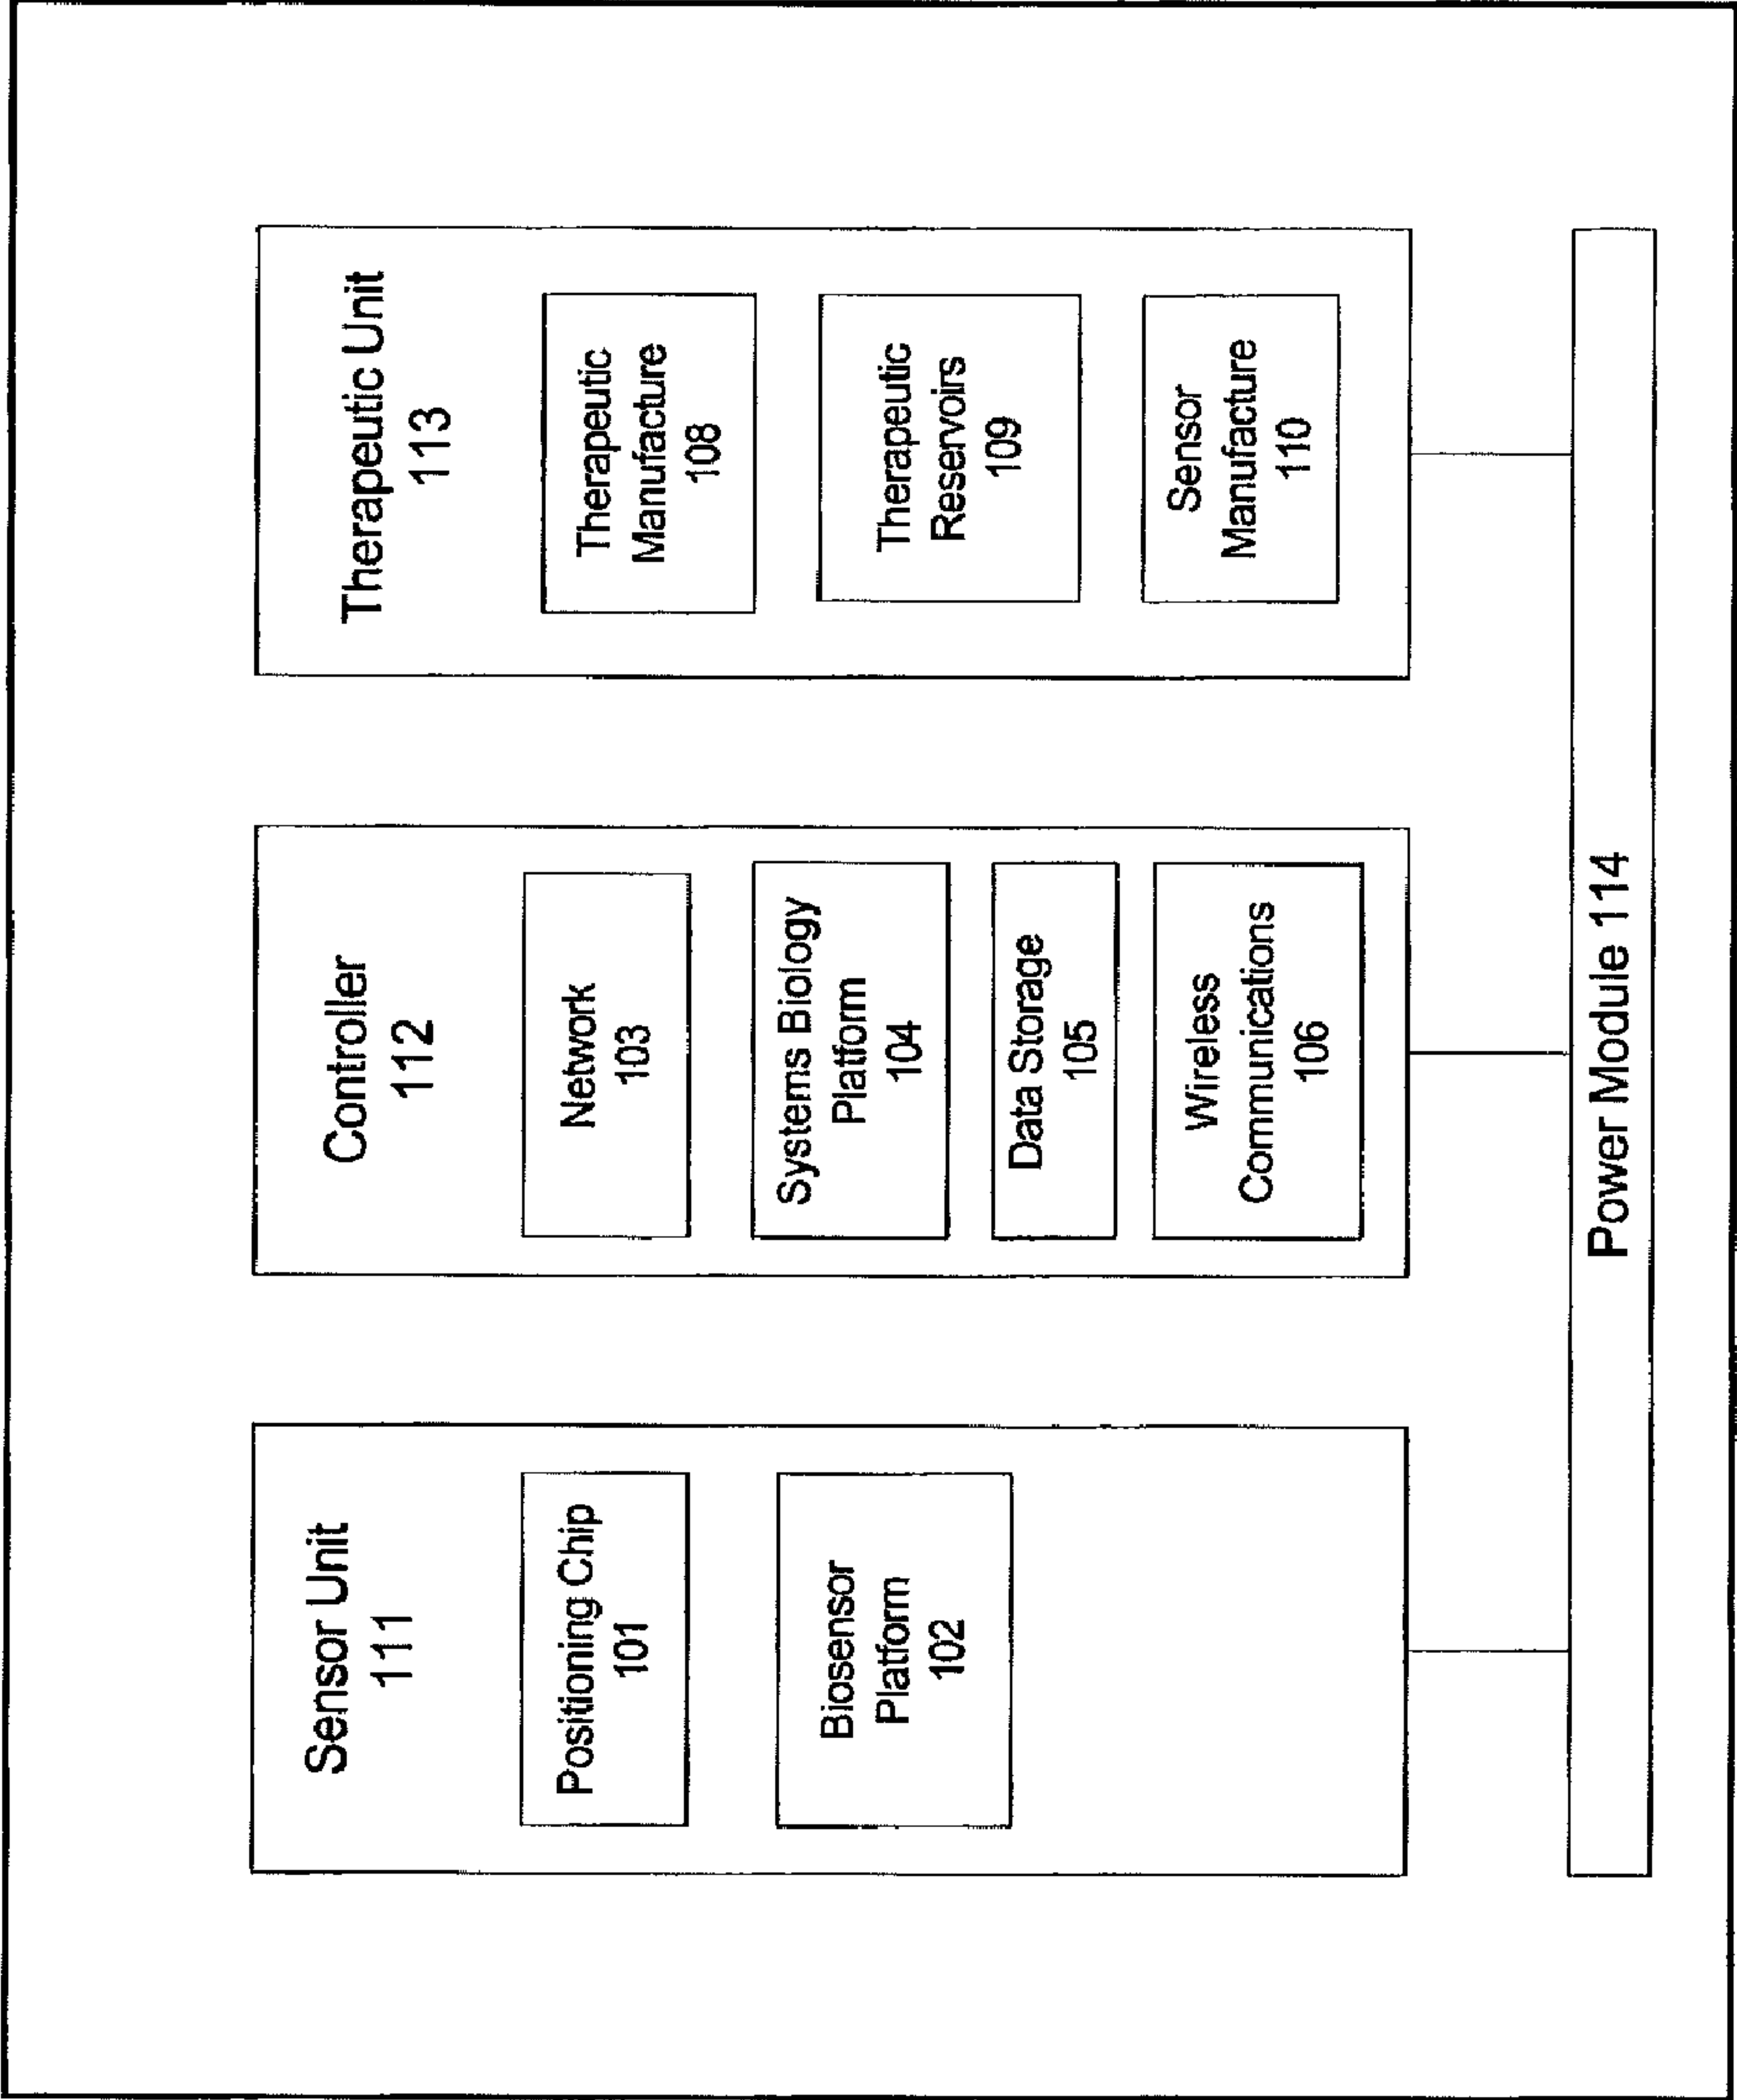 Sensor Unit
111
Positioning Chip
101
Biosensor
Platform
102
Controller
112
Network
103
Systems Biology
Platform
104
Data Storage
105
Wireless
Communications
106
Therapeutic Unit
113
Therapeutic
Manufacture
108
Therapeutic
Reservoirs
109
Sensor
Manufacture
110
Power Module 114